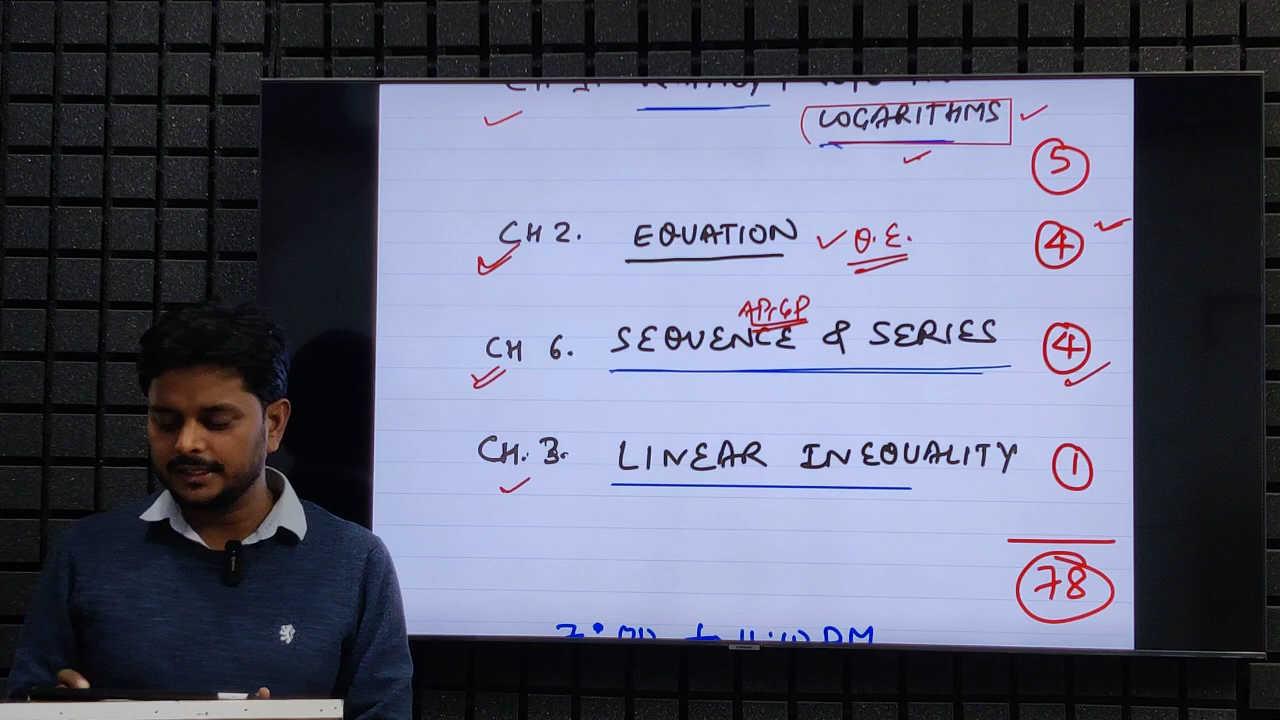 LOGARITHMS
5
CH 2. EQUATION Q.E. 4
AP, GP
CH 6. SEQUENCE & SERIES 4
CH. 3. LINEAR INEQUALITY 1
78